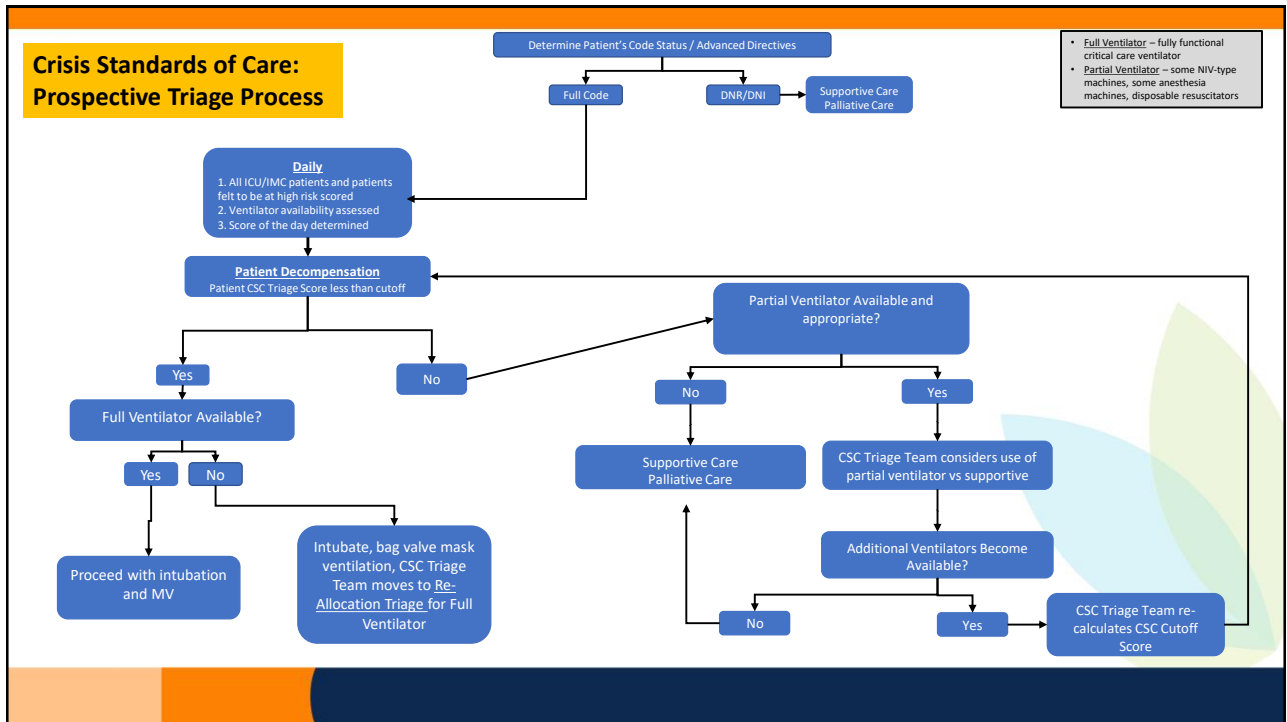 Crisis Standards of Care:
Prospective Triage Process
Determine Patient's Code Status / Advanced Directives
• Full Ventilator – fully functional
critical care ventilator
• Partial Ventilator – some NIV-type
machines, some anesthesia
machines, disposable resuscitators
Full Code
DNR/DNI
Supportive Care
Palliative Care
Daily
1. All ICU/IMC patients and patients
felt to be at high risk scored
2. Ventilator availability assessed
3. Score of the day determined
Patient Decompensation
Patient CSC Triage Score less than cutoff
Yes
No
Full Ventilator Available?
Yes
No
Proceed with intubation
and MV
Intubate, bag valve mask
ventilation, CSC Triage
Team moves to Re-
Allocation Triage for Full
Ventilator
Partial Ventilator Available and
appropriate?
No
Yes
Supportive Care
Palliative Care
CSC Triage Team considers use of
partial ventilator vs supportive
Additional Ventilators Become
Available?
No
Yes
CSC Triage Team re-
calculates CSC Cutoff
Score